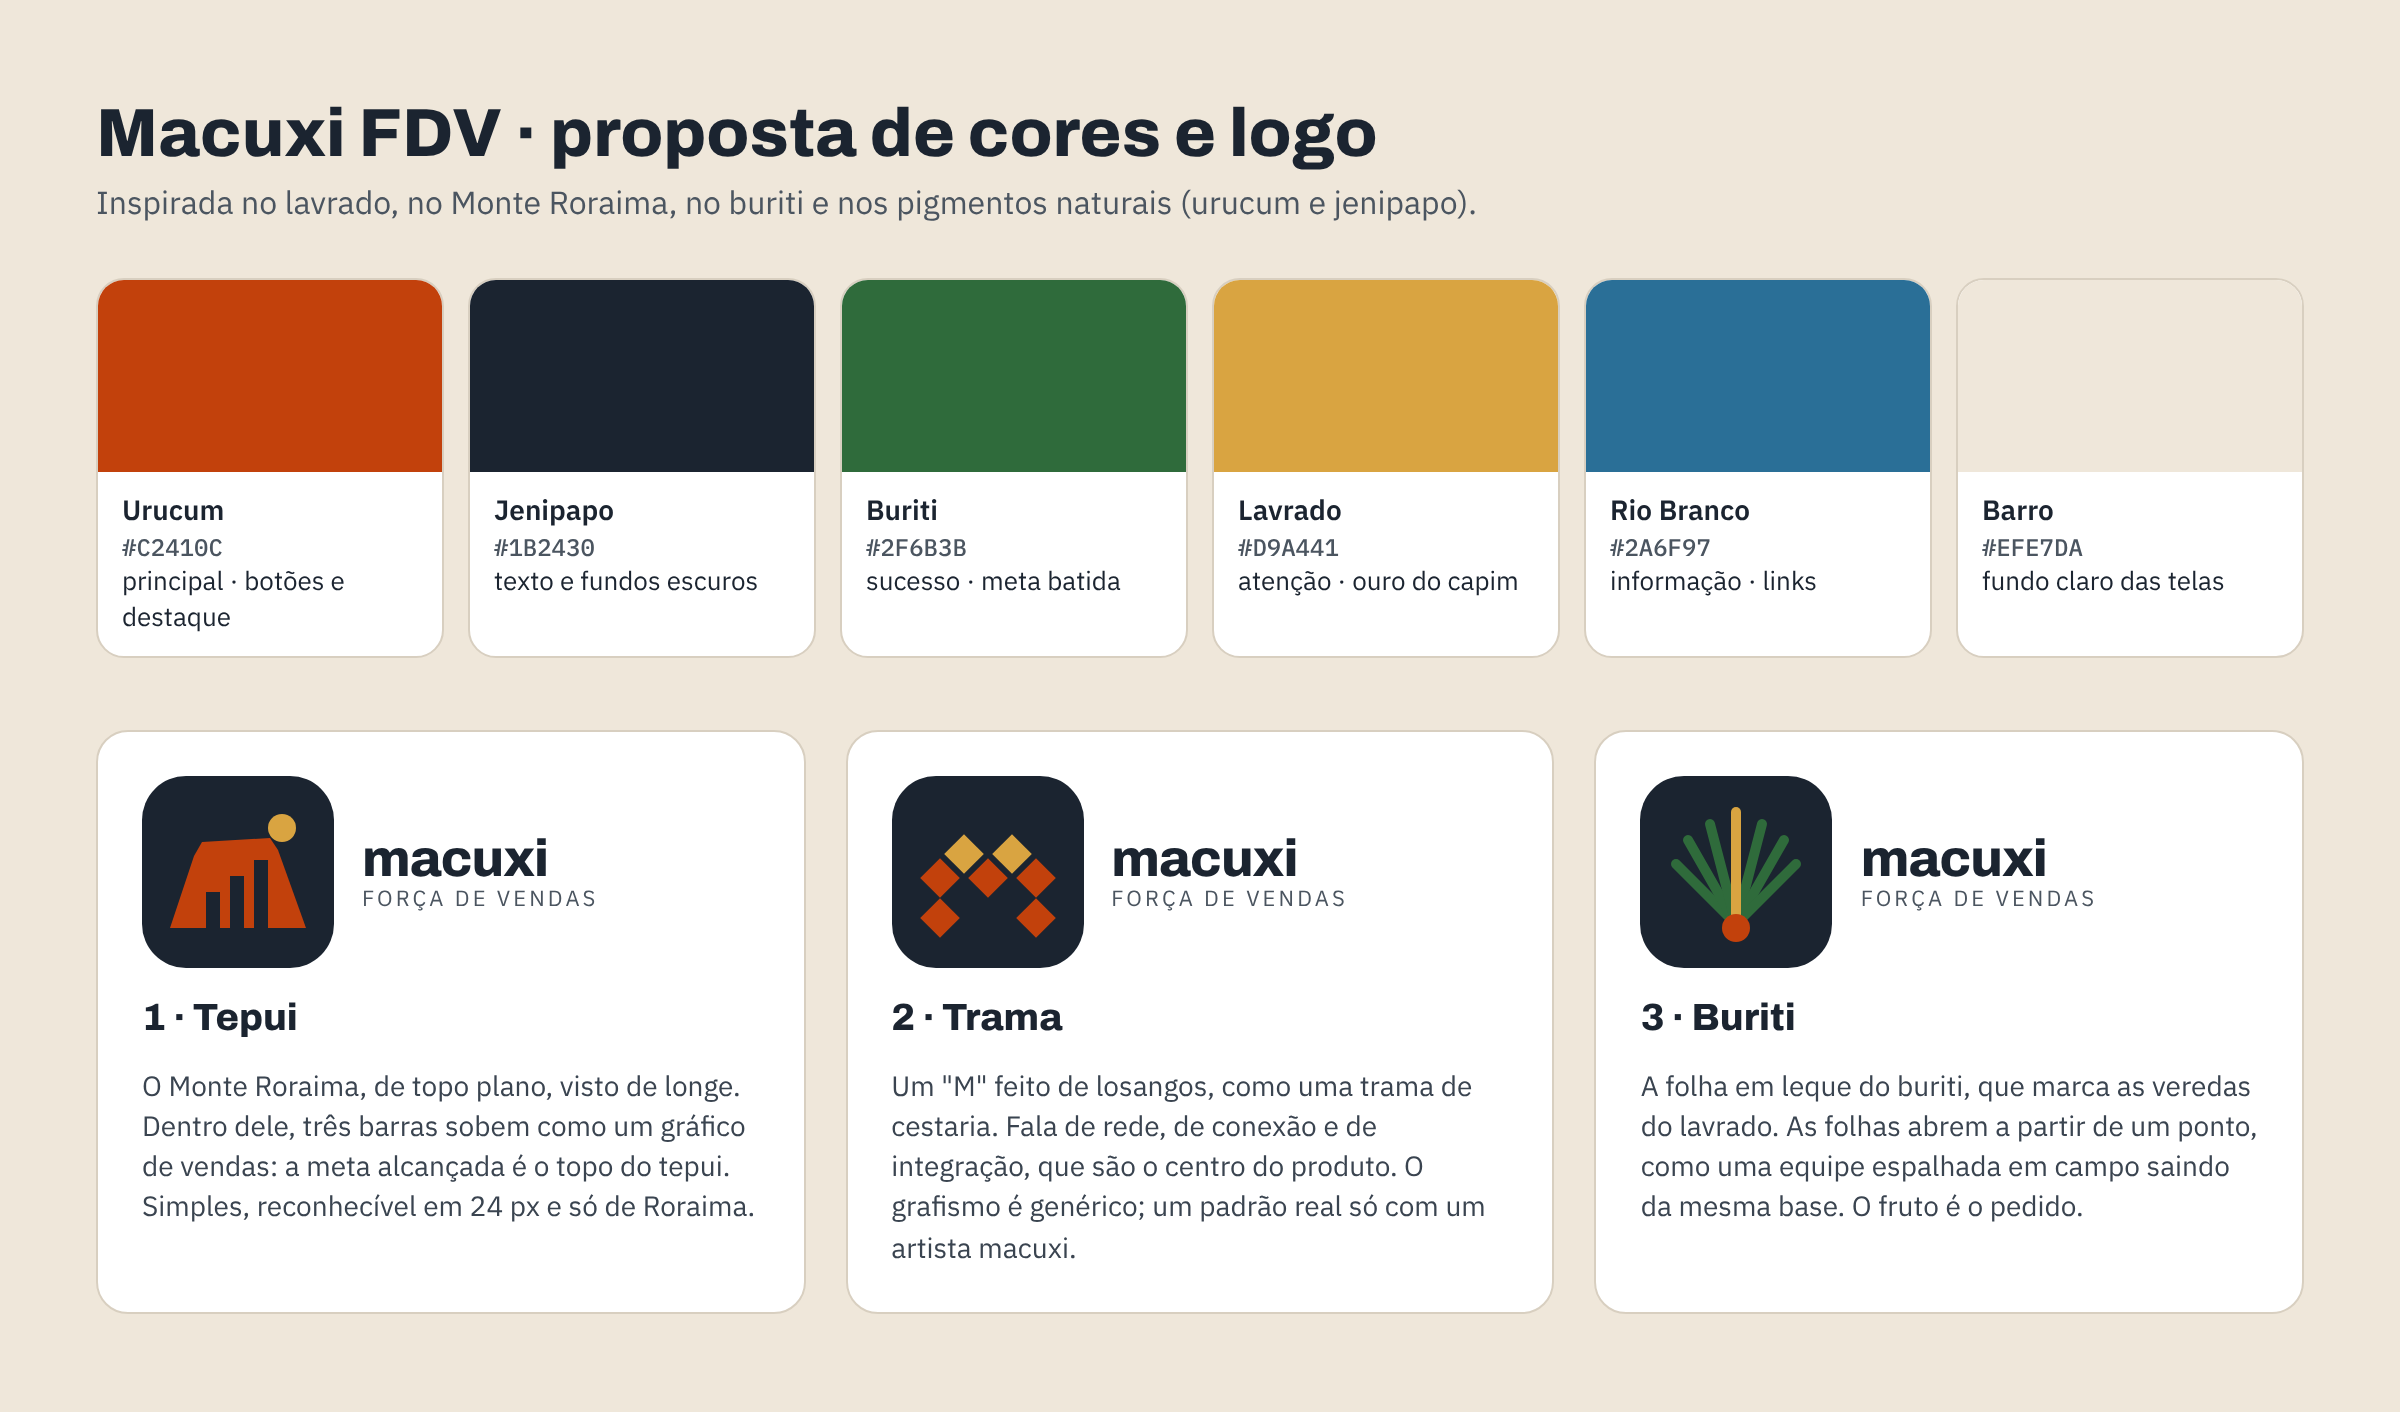 Macuxi FDV · proposta de cores e logo
Inspirada no lavrado, no Monte Roraima, no buriti e nos pigmentos naturais (urucum e jenipapo).
Urucum
#C2410C
principal · botões e
destaque
Jenipapo
#1B2430
texto e fundos escuros
Buriti
#2F6B3B
sucesso · meta batida
Lavrado
#D9A441
atenção · ouro do capim
Rio Branco
#2A6F97
informação · links
Barro
#EFE7DA
fundo claro das telas
macuxi
FORÇA DE VENDAS
1 · Tepui
O Monte Roraima, de topo plano, visto de longe.
Dentro dele, três barras sobem como um gráfico
de vendas: a meta alcançada é o topo do tepui.
Simples, reconhecível em 24 px e só de Roraima.
macuxi
FORÇA DE VENDAS
2 · Trama
Um "M" feito de losangos, como uma trama de
cestaria. Fala de rede, de conexão e de
integração, que são o centro do produto. O
grafismo é genérico; um padrão real só com um
artista macuxi.
macuxi
FORÇA DE VENDAS
3 · Buriti
A folha em leque do buriti, que marca as veredas
do lavrado. As folhas abrem a partir de um ponto,
como uma equipe espalhada em campo saindo
da mesma base. O fruto é o pedido.